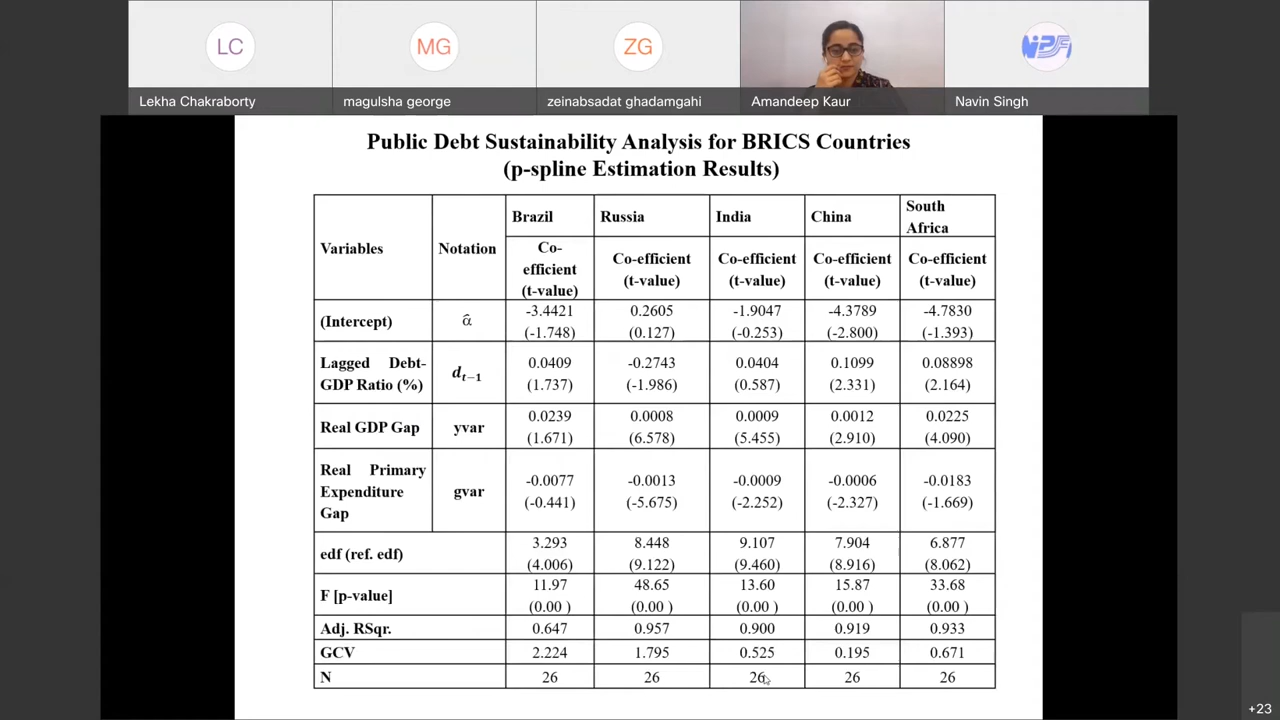 LC
MG
ZG
NIPF
Lekha Chakraborty
magulsha george
zeinabsadat ghadamgahi
Amandeep Kaur
Navin Singh
Public Debt Sustainability Analysis for BRICS Countries
(p-spline Estimation Results)
Variables Notation Brazil Russia India China South
Africa
Co-
efficient
(t-value) Co-efficient
(t-value) Co-efficient
(t-value) Co-efficient
(t-value) Co-efficient
(t-value)
(Intercept) α̂ -3.4421 0.2605 -1.9047 -4.3789 -4.7830
(-1.748) (0.127) (-0.253) (-2.800) (-1.393)
Lagged Debt- 0.0409 -0.2743 0.0404 0.1099 0.08898
GDP Ratio (%) dt−1 (1.737) (-1.986) (0.587) (2.331) (2.164)
Real GDP Gap yvar 0.0239 0.0008 0.0009 0.0012 0.0225
(1.671) (6.578) (5.455) (2.910) (4.090)
Real Primary
Expenditure
Gap gvar -0.0077 -0.0013 -0.0009 -0.0006 -0.0183
(-0.441) (-5.675) (-2.252) (-2.327) (-1.669)
edf (ref. edf) 3.293 8.448 9.107 7.904 6.877
(4.006) (9.122) (9.460) (8.916) (8.062)
F [p-value] 11.97 48.65 13.60 15.87 33.68
(0.00 ) (0.00 ) (0.00 ) (0.00 ) (0.00 )
Adj. RSqr. 0.647 0.957 0.900 0.919 0.933
GCV 2.224 1.795 0.525 0.195 0.671
N 26 26 26 26 26
+23